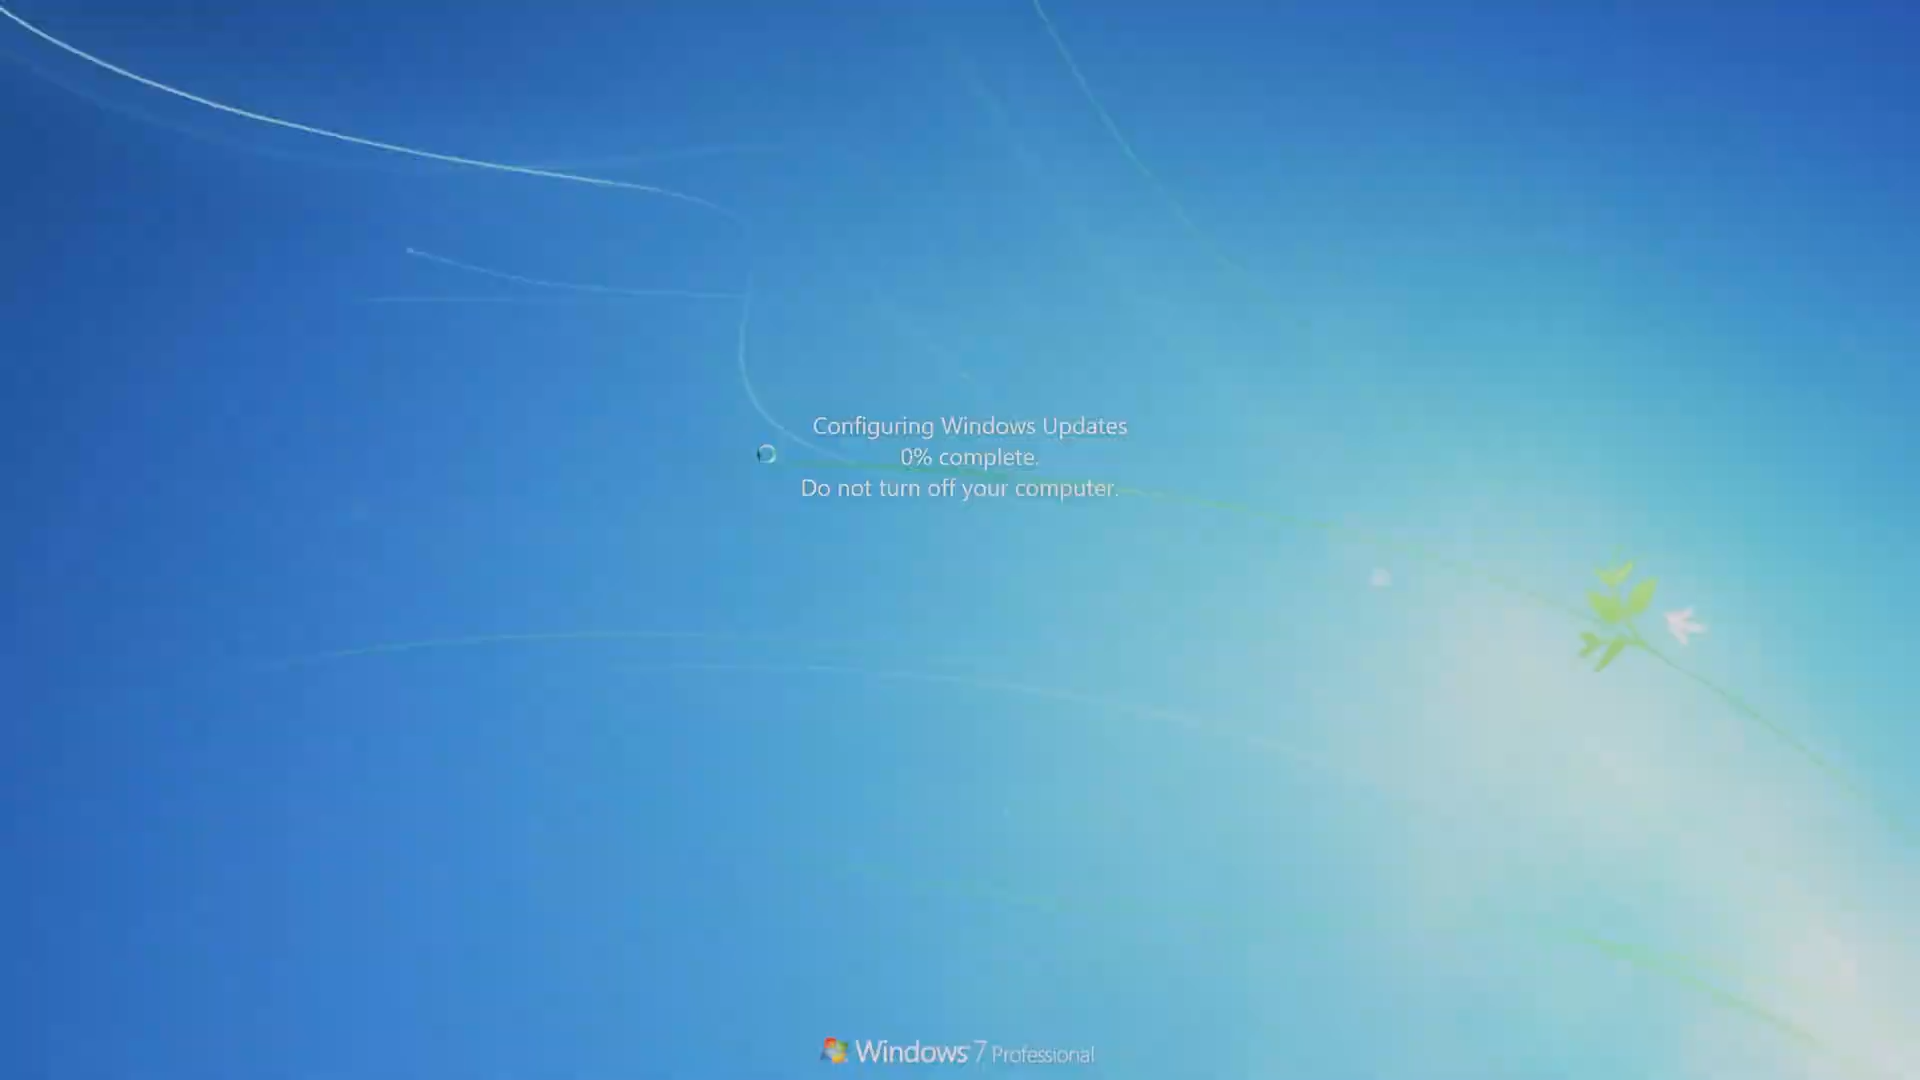 Configuring Windows Updates
0% complete.
Do not turn off your computer.
Windows 7 Professional